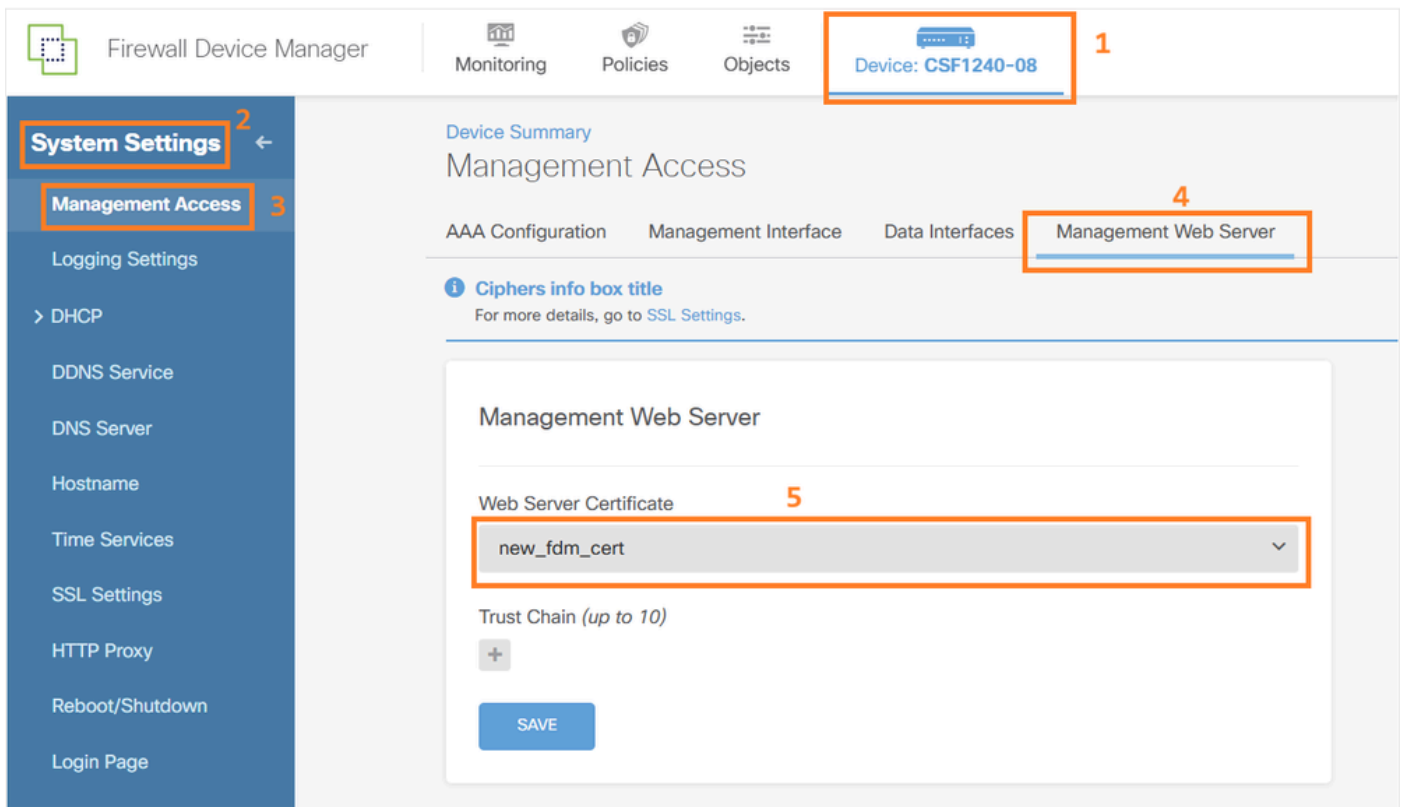 Firewall Device Manager
Monitoring
Policies
Objects
Device: CSF1240-08
1
System Settings
2
Management Access
3
Logging Settings
DHCP
DDNS Service
DNS Server
Hostname
Time Services
SSL Settings
HTTP Proxy
Reboot/Shutdown
Login Page
Device Summary
Management Access
4
AAA Configuration
Management Interface
Data Interfaces
Management Web Server
Ciphers info box title
For more details, go to SSL Settings.
Management Web Server
Web Server Certificate
5
new_fdm_cert
Trust Chain (up to 10)
SAVE